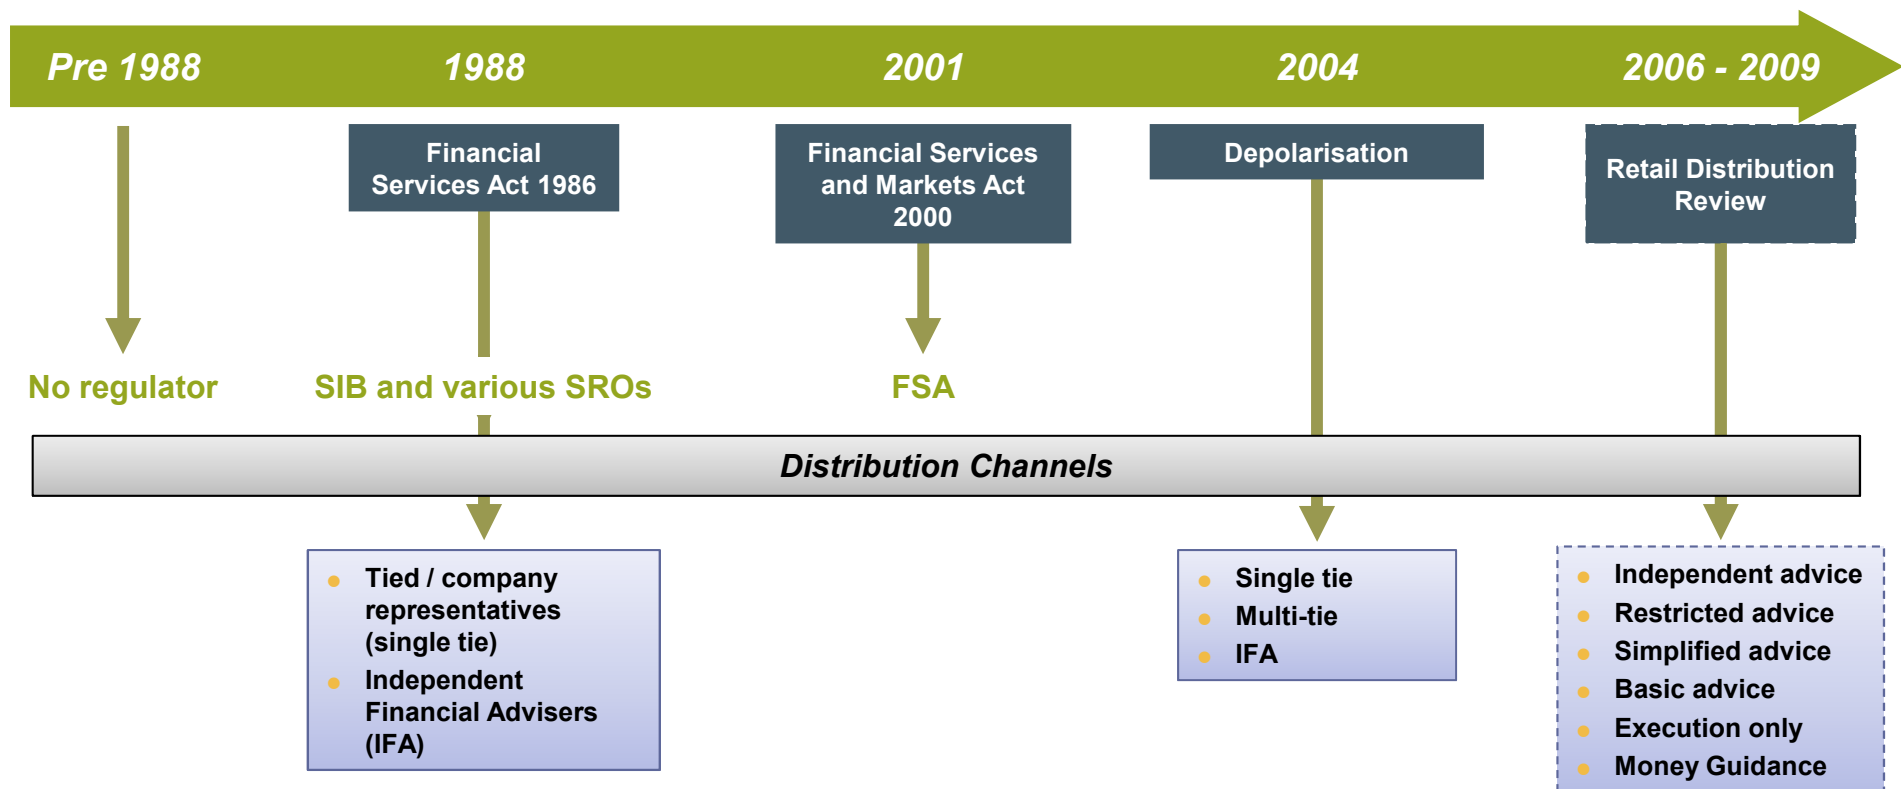 Pre 1988
1988
2001
2004
2006 - 2009
Financial
Services Act 1986
Financial Services
and Markets Act
2000
Depolarisation
Retail Distribution
Review
No regulator
SIB and various SROs
FSA
Distribution Channels
Tied / company
representatives
(single tie)
Independent
Financial Advisers
(IFA)
Single tie
Multi-tie
IFA
Independent advice
Restricted advice
Simplified advice
Basic advice
Execution only
Money Guidance